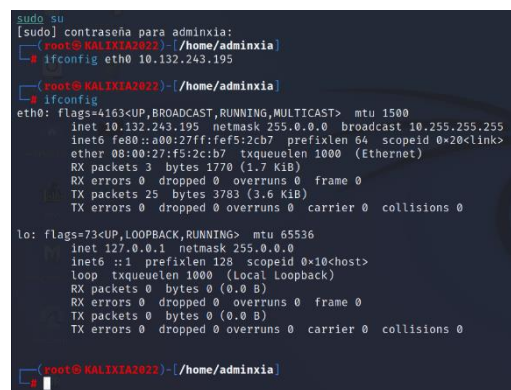 sudo su
[sudo] contraseña para adminxia:
┌──(root㉿KALIXIA2022)-[/home/adminxia]
└─# ifconfig eth0 10.132.243.195
┌──(root㉿KALIXIA2022)-[/home/adminxia]
└─# ifconfig
eth0: flags=4163<UP,BROADCAST,RUNNING,MULTICAST> mtu 1500
inet 10.132.243.195 netmask 255.0.0.0 broadcast 10.255.255.255
inet6 fe80::a00:27ff:fef5:2cb7 prefixlen 64 scopeid 0×20<link>
ether 08:00:27:f5:2c:b7 txqueuelen 1000 (Ethernet)
RX packets 3 bytes 1770 (1.7 KiB)
RX errors 0 dropped 0 overruns 0 frame 0
TX packets 25 bytes 3783 (3.6 KiB)
TX errors 0 dropped 0 overruns 0 carrier 0 collisions 0
lo: flags=73<UP,LOOPBACK,RUNNING> mtu 65536
inet 127.0.0.1 netmask 255.0.0.0
inet6 ::1 prefixlen 128 scopeid 0×10<host>
loop txqueuelen 1000 (Local Loopback)
RX packets 0 bytes 0 (0.0 B)
RX errors 0 dropped 0 overruns 0 frame 0
TX packets 0 bytes 0 (0.0 B)
TX errors 0 dropped 0 overruns 0 carrier 0 collisions 0
┌──(root㉿KALIXIA2022)-[/home/adminxia]
└─#